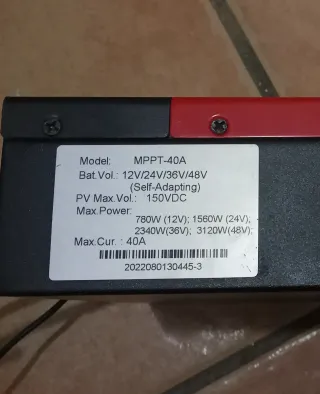 Model: MPPT-40A
Bat.Vol.: 12V/24V/36V/48V
(Self-Adapting)
PV Max.Vol.: 150VDC
Max.Power:
780W (12V); 1560W (24V),
2340W(36V); 3120W(48V);
Max.Cur. : 40A
2022080130445-3